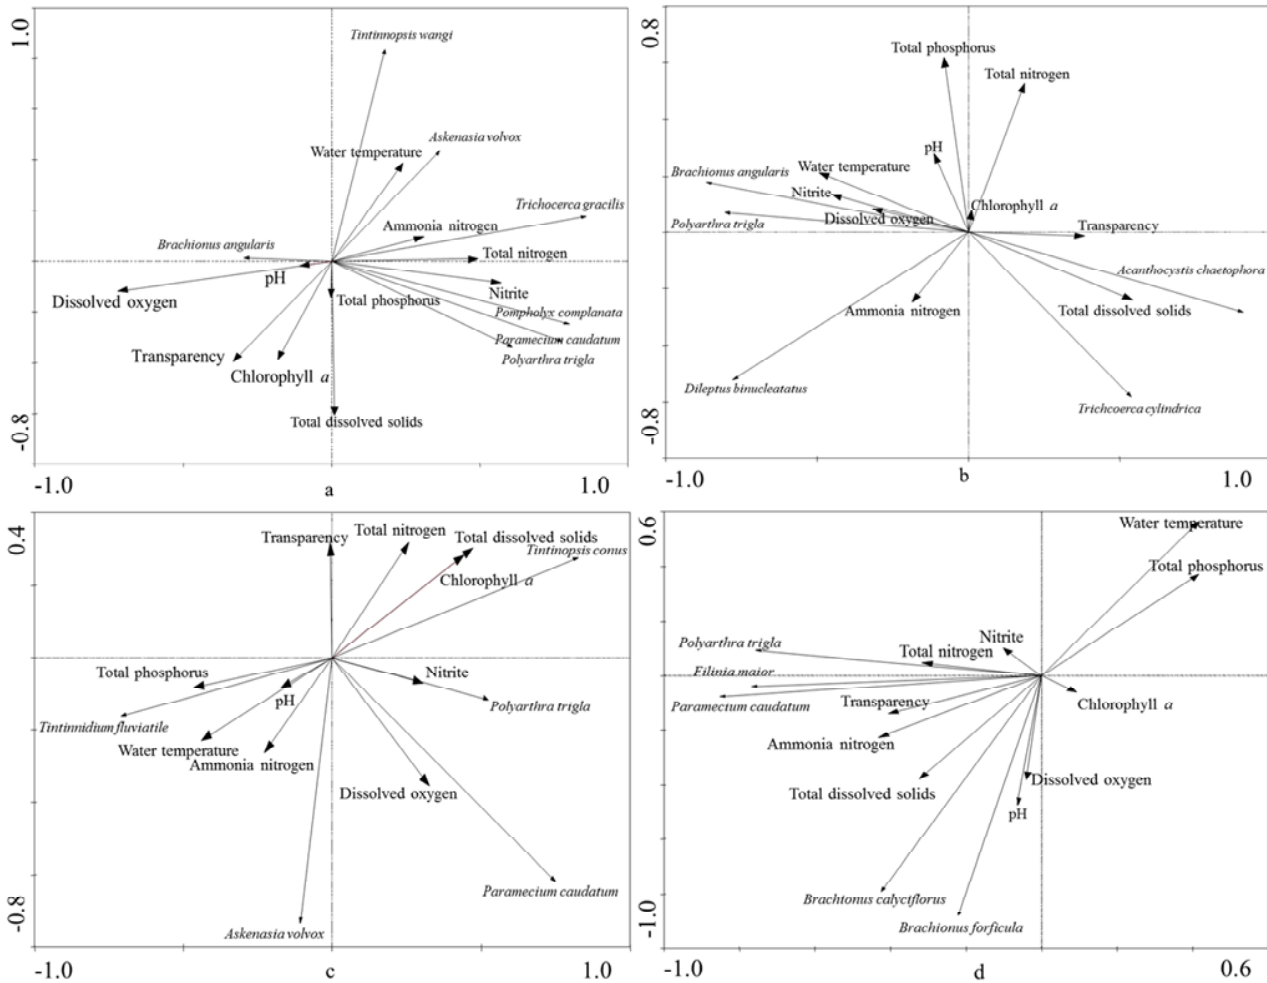 1.0
Tintinnopsis wangi
Askenasia volvox
Water temperature
Trichocerca gracilis
Ammonia nitrogen
Brachionus angularis
Total nitrogen
pH
Dissolved oxygen
Total phosphorus
Nitrite
Pompholyx complanata
Paramecium caudatum
Transparency
Polyarthra trigla
Chlorophyll a
Total dissolved solids
-0.8
-1.0
a
1.0
0.8
Total phosphorus
Total nitrogen
pH
Water temperature
Brachionus angularis
Nitrite
Chlorophyll a
Polyarthra trigla
Dissolved oxygen
Transparency
Acanthocystis chaetophora
Ammonia nitrogen
Total dissolved solids
Dileptus binucleatatus
Trichcoerca cylindrica
-0.8
-1.0
b
1.0
0.4
Transparency
Total nitrogen
Total dissolved solids
Tintinopsis conus
Chlorophyll a
Total phosphorus
Nitrite
pH
Polyarthra trigla
Tintinnidium fluviatile
Water temperature
Ammonia nitrogen
Dissolved oxygen
Paramecium caudatum
Askenasia volvox
-0.8
-1.0
c
1.0
0.6
Water temperature
Total phosphorus
Nitrite
Polyarthra trigla
Total nitrogen
Filinia maior
Transparency
Paramecium caudatum
Chlorophyll a
Ammonia nitrogen
Dissolved oxygen
Total dissolved solids
pH
Brachionus calyciflorus
Brachionus forficula
-1.0
-1.0
d
0.6